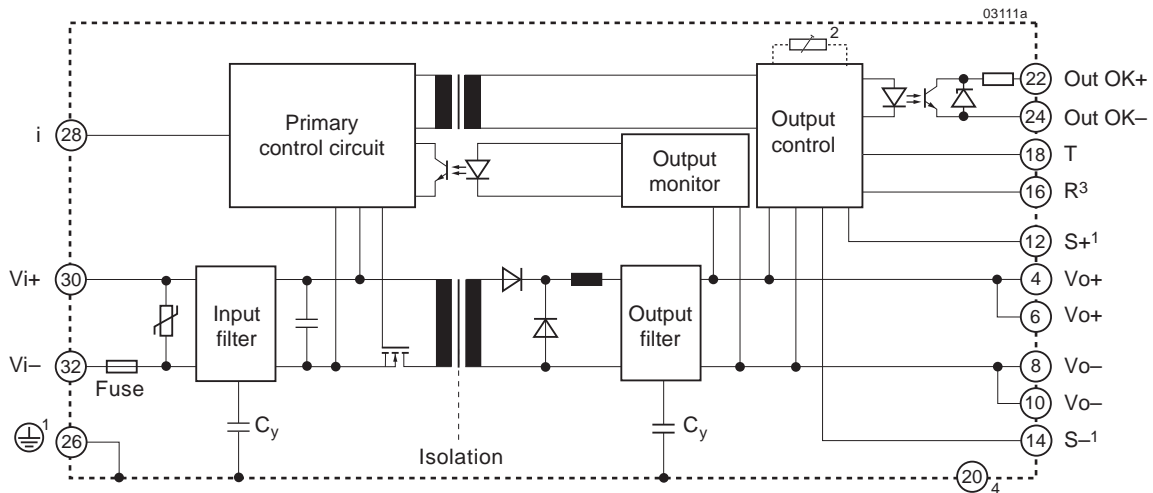 03111a
2
22 Out OK+
Primary
control circuit
Output
control
24 Out OK–
i 28
Output
monitor
18 T
16 R3
12 S+1
Vi+ 30
4 Vo+
Input
filter
Output
filter
6 Vo+
Vi– 32
8 Vo–
Fuse
10 Vo–
Cy
Cy
1 26
14 S–1
Isolation
20 4